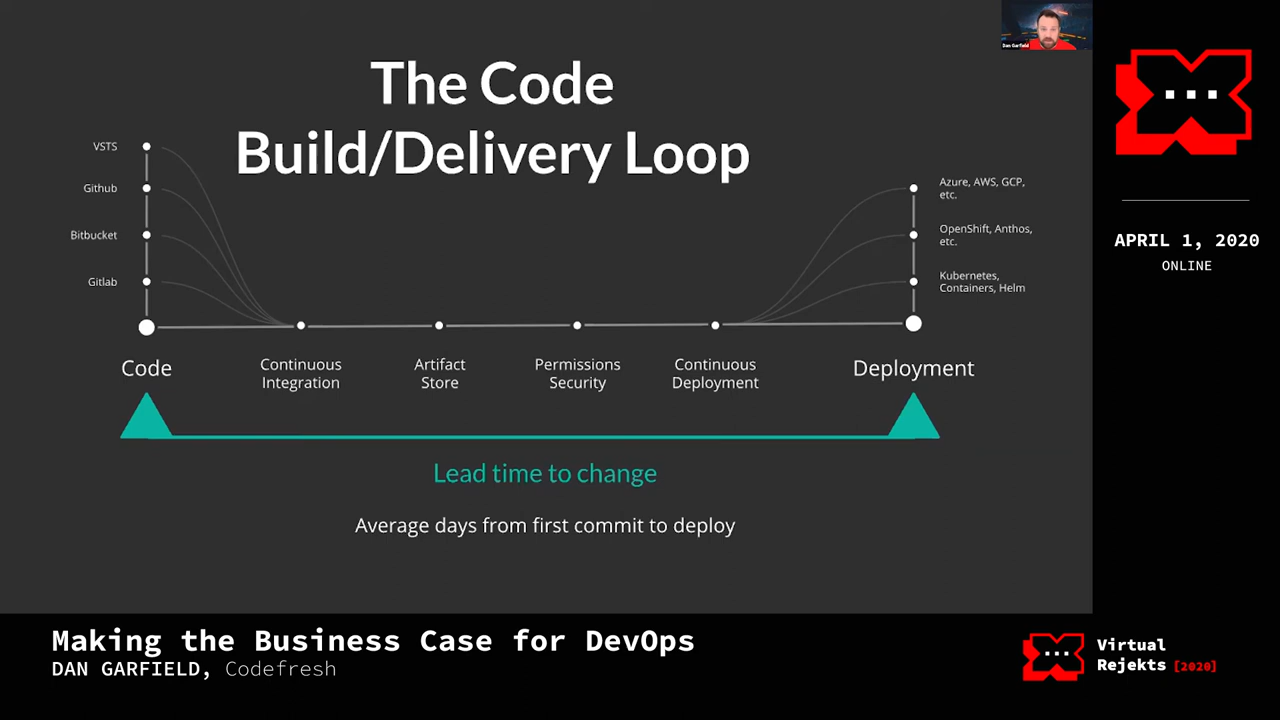 The Code
Build/Delivery Loop
VSTS
Github
Bitbucket
Gitlab
Azure, AWS, GCP,
etc.
OpenShift, Anthos,
etc.
Kubernetes,
Containers, Helm
Code
Continuous
Integration
Artifact
Store
Permissions
Security
Continuous
Deployment
Deployment
Lead time to change
Average days from first commit to deploy
Dan Garfield
APRIL 1, 2020
ONLINE
Making the Business Case for DevOps
DAN GARFIELD, Codefresh
Virtual
Rejekts [2020]